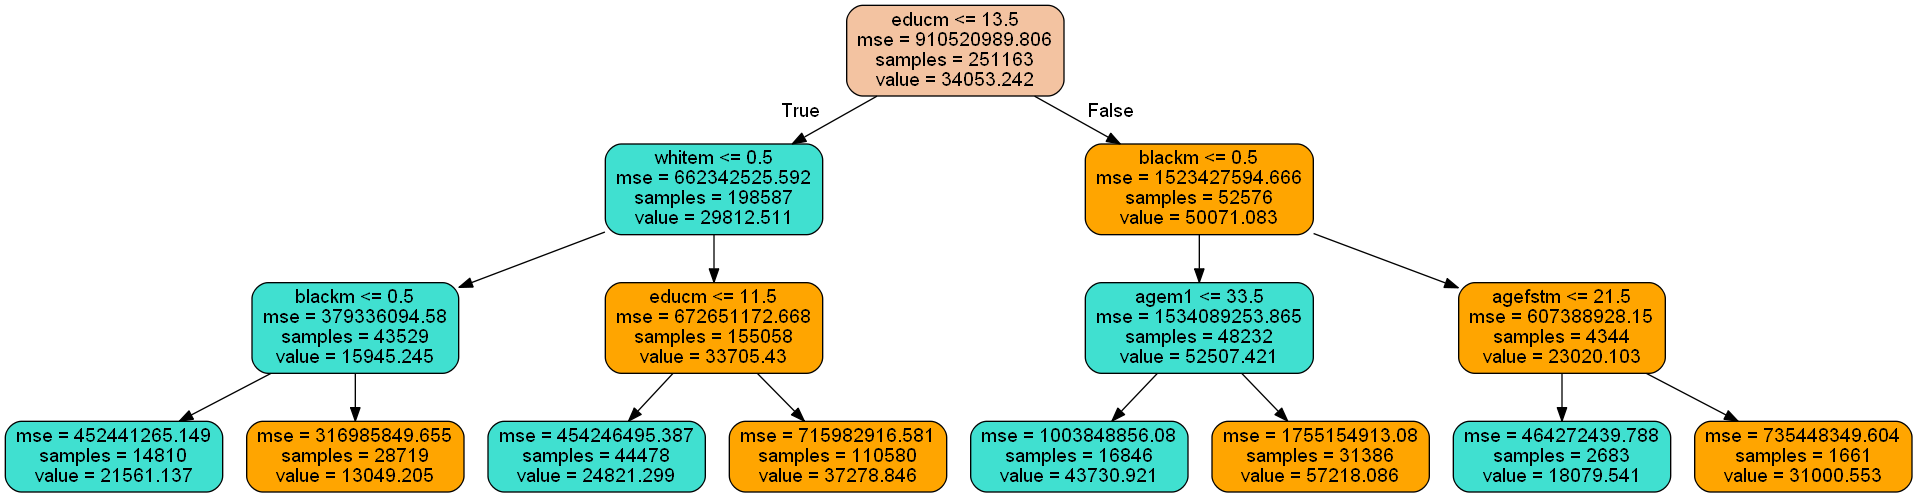 educm <= 13.5
mse = 910520989.806
samples = 251163
value = 34053.242
True
False
whitem <= 0.5
mse = 662342525.592
samples = 198587
value = 29812.511
blackm <= 0.5
mse = 1523427594.666
samples = 52576
value = 50071.083
blackm <= 0.5
mse = 379336094.58
samples = 43529
value = 15945.245
educm <= 11.5
mse = 672651172.668
samples = 155058
value = 33705.43
agem1 <= 33.5
mse = 1534089253.865
samples = 48232
value = 52507.421
agefstm <= 21.5
mse = 607388928.15
samples = 4344
value = 23020.103
mse = 452441265.149
samples = 14810
value = 21561.137
mse = 316985849.655
samples = 28719
value = 13049.205
mse = 454246495.387
samples = 44478
value = 24821.299
mse = 715982916.581
samples = 110580
value = 37278.846
mse = 1003848856.08
samples = 16846
value = 43730.921
mse = 1755154913.08
samples = 31386
value = 57218.086
mse = 464272439.788
samples = 2683
value = 18079.541
mse = 735448349.604
samples = 1661
value = 31000.553